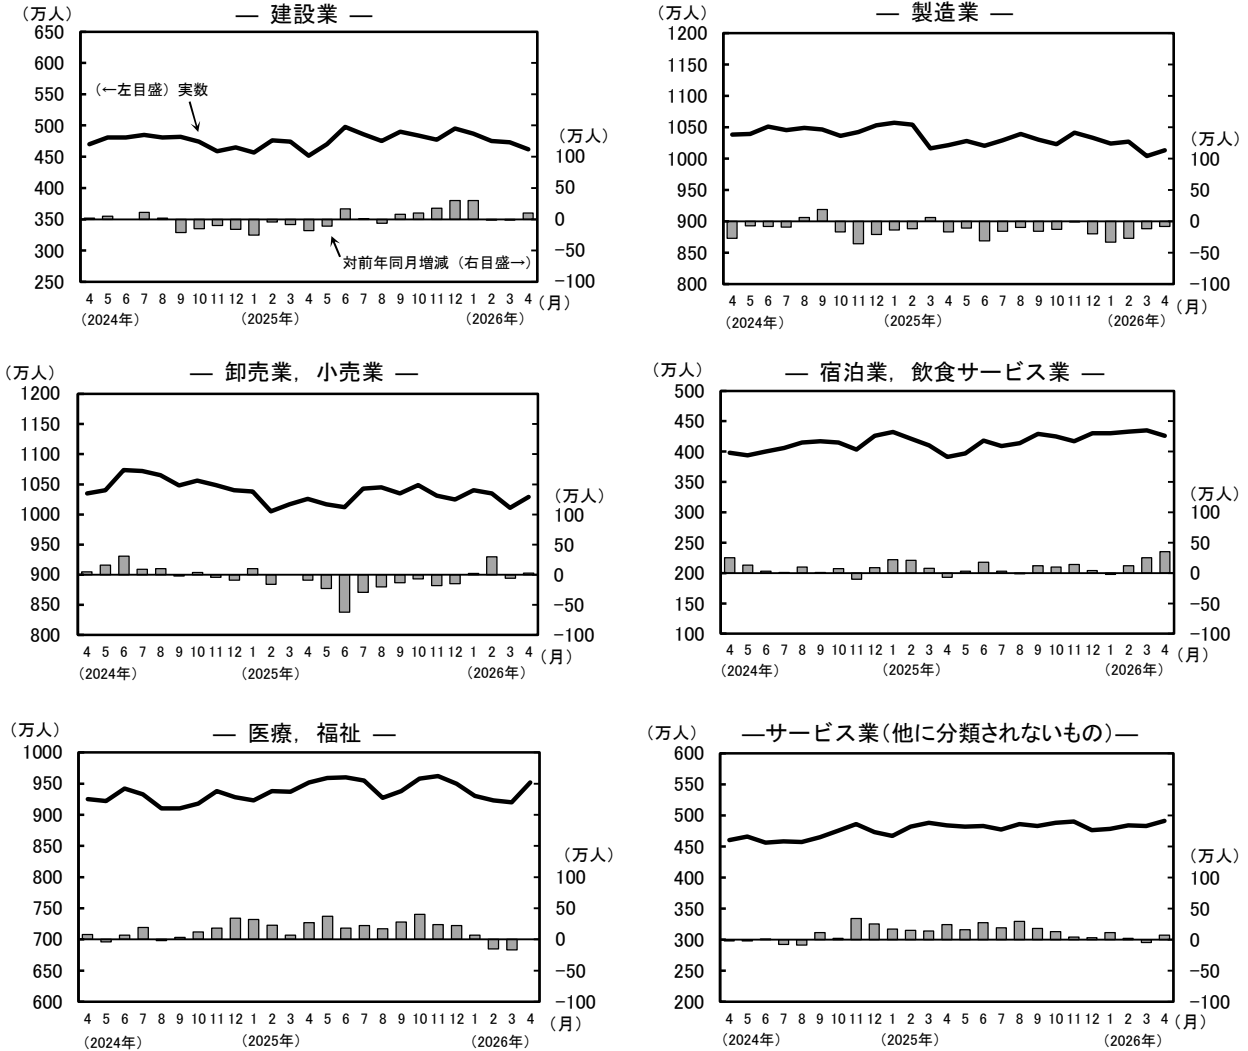 — 建設業 —
(万人)
650
600
550
500
450
400
350
300
250
(←左目盛) 実数
対前年同月増減 (右目盛→)
(万人)
100
50
0
−50
−100
4 5 6 7 8 9 10 11 12 1 2 3 4 5 6 7 8 9 10 11 12 1 2 3 4 (月)
(2024年) (2025年) (2026年)
— 製造業 —
(万人)
1200
1150
1100
1050
1000
950
900
850
800
(万人)
100
50
0
−50
−100
4 5 6 7 8 9 10 11 12 1 2 3 4 5 6 7 8 9 10 11 12 1 2 3 4 (月)
(2024年) (2025年) (2026年)
— 卸売業，小売業 —
(万人)
1200
1150
1100
1050
1000
950
900
850
800
(万人)
100
50
0
−50
−100
4 5 6 7 8 9 10 11 12 1 2 3 4 5 6 7 8 9 10 11 12 1 2 3 4 (月)
(2024年) (2025年) (2026年)
— 宿泊業，飲食サービス業 —
(万人)
500
450
400
350
300
250
200
150
100
(万人)
100
50
0
−50
−100
4 5 6 7 8 9 10 11 12 1 2 3 4 5 6 7 8 9 10 11 12 1 2 3 4 (月)
(2024年) (2025年) (2026年)
— 医療，福祉 —
(万人)
1000
950
900
850
800
750
700
650
600
(万人)
100
50
0
−50
−100
4 5 6 7 8 9 10 11 12 1 2 3 4 5 6 7 8 9 10 11 12 1 2 3 4 (月)
(2024年) (2025年) (2026年)
—サービス業(他に分類されないもの)—
(万人)
600
550
500
450
400
350
300
250
200
(万人)
100
50
0
−50
−100
4 5 6 7 8 9 10 11 12 1 2 3 4 5 6 7 8 9 10 11 12 1 2 3 4 (月)
(2024年) (2025年) (2026年)